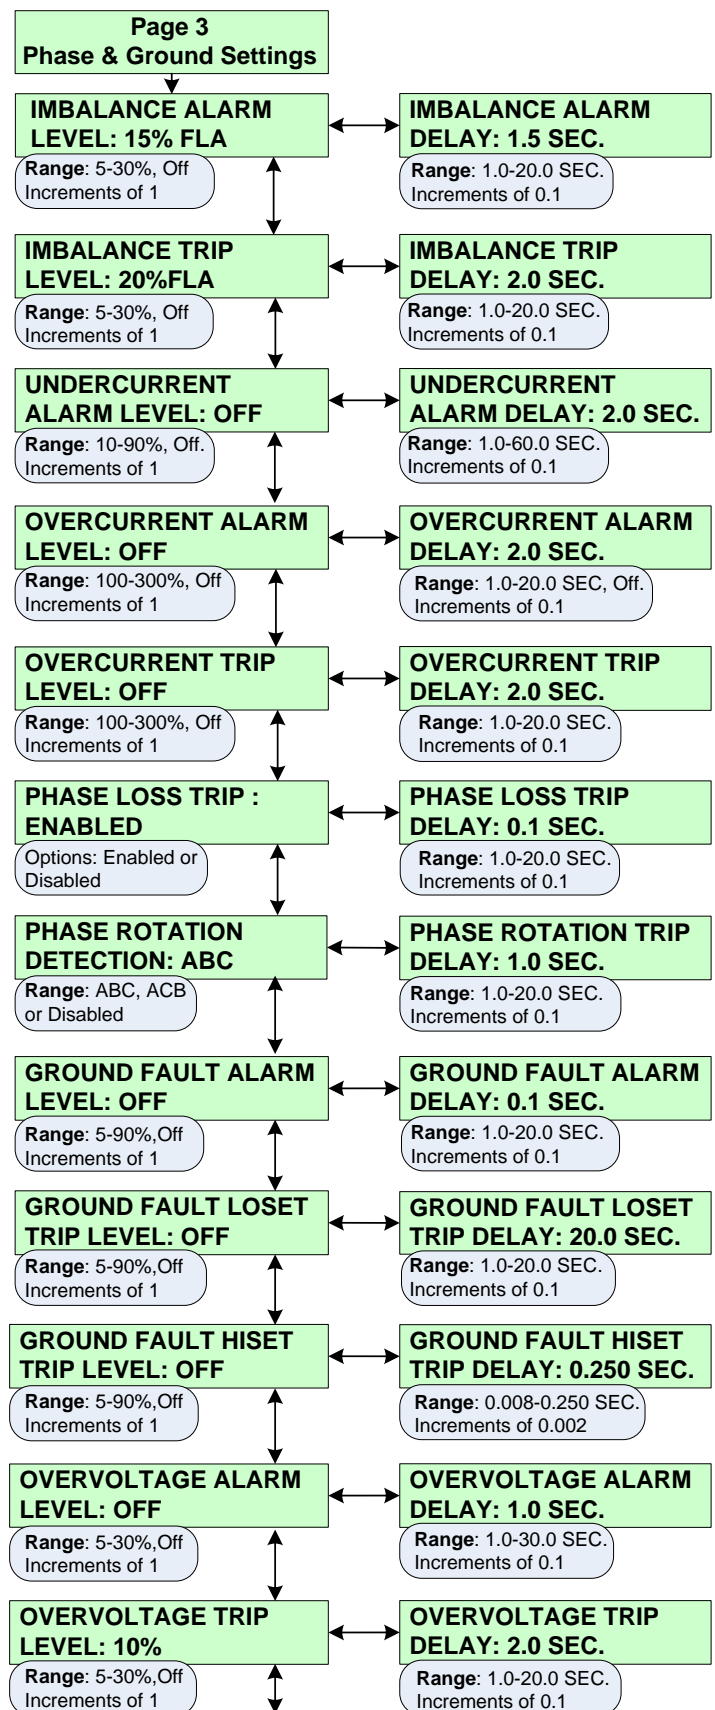 Page 3
Phase & Ground Settings
IMBALANCE ALARM
LEVEL: 15% FLA
Range: 5-30%, Off
Increments of 1
IMBALANCE ALARM
DELAY: 1.5 SEC.
Range: 1.0-20.0 SEC.
Increments of 0.1
IMBALANCE TRIP
LEVEL: 20%FLA
Range: 5-30%, Off
Increments of 1
IMBALANCE TRIP
DELAY: 2.0 SEC.
Range: 1.0-20.0 SEC.
Increments of 0.1
UNDERCURRENT
ALARM LEVEL: OFF
Range: 10-90%, Off.
Increments of 1
UNDERCURRENT
ALARM DELAY: 2.0 SEC.
Range: 1.0-60.0 SEC.
Increments of 0.1
OVERCURRENT ALARM
LEVEL: OFF
Range: 100-300%, Off
Increments of 1
OVERCURRENT ALARM
DELAY: 2.0 SEC.
Range: 1.0-20.0 SEC, Off.
Increments of 0.1
OVERCURRENT TRIP
LEVEL: OFF
Range: 100-300%, Off
Increments of 1
OVERCURRENT TRIP
DELAY: 2.0 SEC.
Range: 1.0-20.0 SEC.
Increments of 0.1
PHASE LOSS TRIP :
ENABLED
Options: Enabled or
Disabled
PHASE LOSS TRIP
DELAY: 0.1 SEC.
Range: 1.0-20.0 SEC.
Increments of 0.1
PHASE ROTATION
DETECTION: ABC
Range: ABC, ACB
or Disabled
PHASE ROTATION TRIP
DELAY: 1.0 SEC.
Range: 1.0-20.0 SEC.
Increments of 0.1
GROUND FAULT ALARM
LEVEL: OFF
Range: 5-90%,Off
Increments of 1
GROUND FAULT ALARM
DELAY: 0.1 SEC.
Range: 1.0-20.0 SEC.
Increments of 0.1
GROUND FAULT LOSET
TRIP LEVEL: OFF
Range: 5-90%,Off
Increments of 1
GROUND FAULT LOSET
TRIP DELAY: 20.0 SEC.
Range: 1.0-20.0 SEC.
Increments of 0.1
GROUND FAULT HISET
TRIP LEVEL: OFF
Range: 5-90%,Off
Increments of 1
GROUND FAULT HISET
TRIP DELAY: 0.250 SEC.
Range: 0.008-0.250 SEC.
Increments of 0.002
OVERVOLTAGE ALARM
LEVEL: OFF
Range: 5-30%,Off
Increments of 1
OVERVOLTAGE ALARM
DELAY: 1.0 SEC.
Range: 1.0-30.0 SEC.
Increments of 0.1
OVERVOLTAGE TRIP
LEVEL: 10%
Range: 5-30%,Off
Increments of 1
OVERVOLTAGE TRIP
DELAY: 2.0 SEC.
Range: 1.0-20.0 SEC.
Increments of 0.1